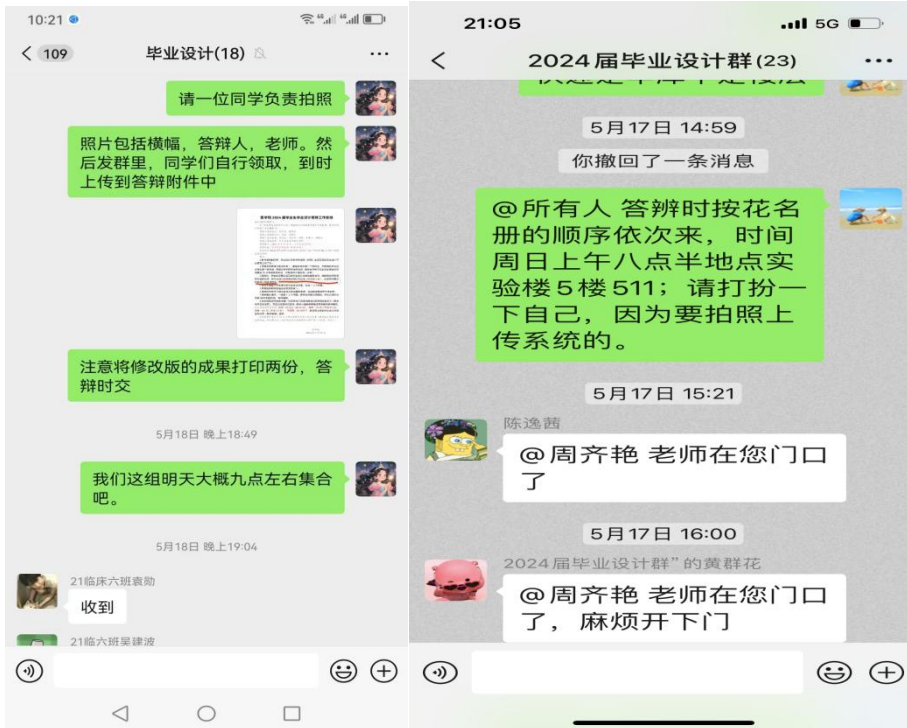 10:21
109
毕业设计(18)
请一位同学负责拍照
照片包括横幅，答辩人，老师。然
后发群里，同学们自行领取，到时
上传到答辩附件中
注意将修改版的成果打印两份，答
辩时交
5月18日 晚上18:49
我们这组明天大概九点左右集合
吧。
5月18日 晚上19:04
21临床六班袁勋
收到
21临六班吴建波
21:05
5G
2024届毕业设计群(23)
5月17日 14:59
你撤回了一条消息
@所有人 答辨时按花名
册的顺序依次来，时间
周日上午八点半地点实
验楼5楼511；请打扮一
下自己，因为要拍照上
传系统的。
5月17日 15:21
陈逸茜
@周齐艳 老师在您门口
了
5月17日 16:00
2024届毕业设计群”的黄群花
@周齐艳 老师在您门口
了，麻烦开下门